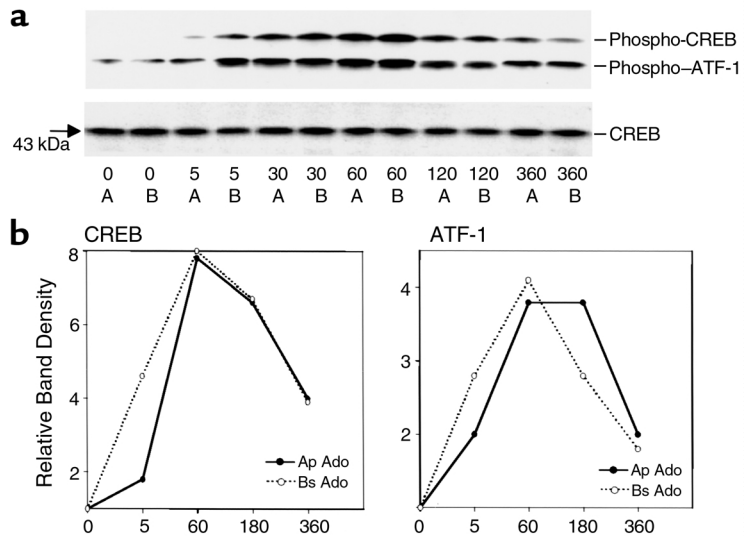 a
Phospho-CREB
Phospho–ATF-1
43 kDa
CREB
0 0 5 5 30 30 60 60 120 120 360 360
A B A B A B A B A B A B
b
CREB
ATF-1
Relative Band Density
8
6
4
2
0 5 60 180 360
Ap Ado
Bs Ado
4
3
2
0 5 60 180 360
Ap Ado
Bs Ado